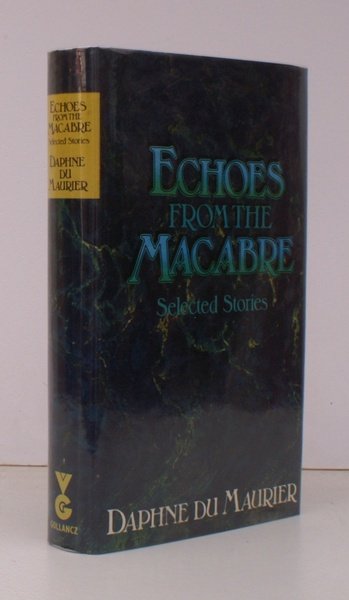 ECHOES
FROM THE
MACABRE
Selected Stories
DAPHNE
DU
MAURIER
VG
GOLLANCZ
ECHOES
FROM THE
MACABRE
Selected Stories
DAPHNE DU MAURIER